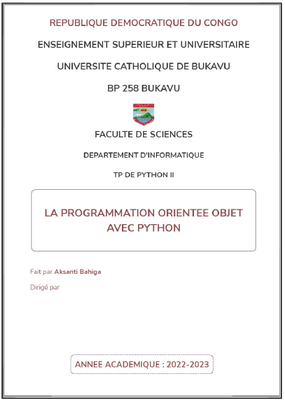 REPUBLIQUE DEMOCRATIQUE DU CONGO
ENSEIGNEMENT SUPERIEUR ET UNIVERSITAIRE
UNIVERSITE CATHOLIQUE DE BUKAVU
BP 258 BUKAVU
FACULTE DE SCIENCES
DEPARTEMENT D'INFORMATIQUE
TP DE PYTHON II
LA PROGRAMMATION ORIENTEE OBJET
AVEC PYTHON
Fait par Aksanti Bahiga
Dirigé par
ANNEE ACADEMIQUE : 2022-2023